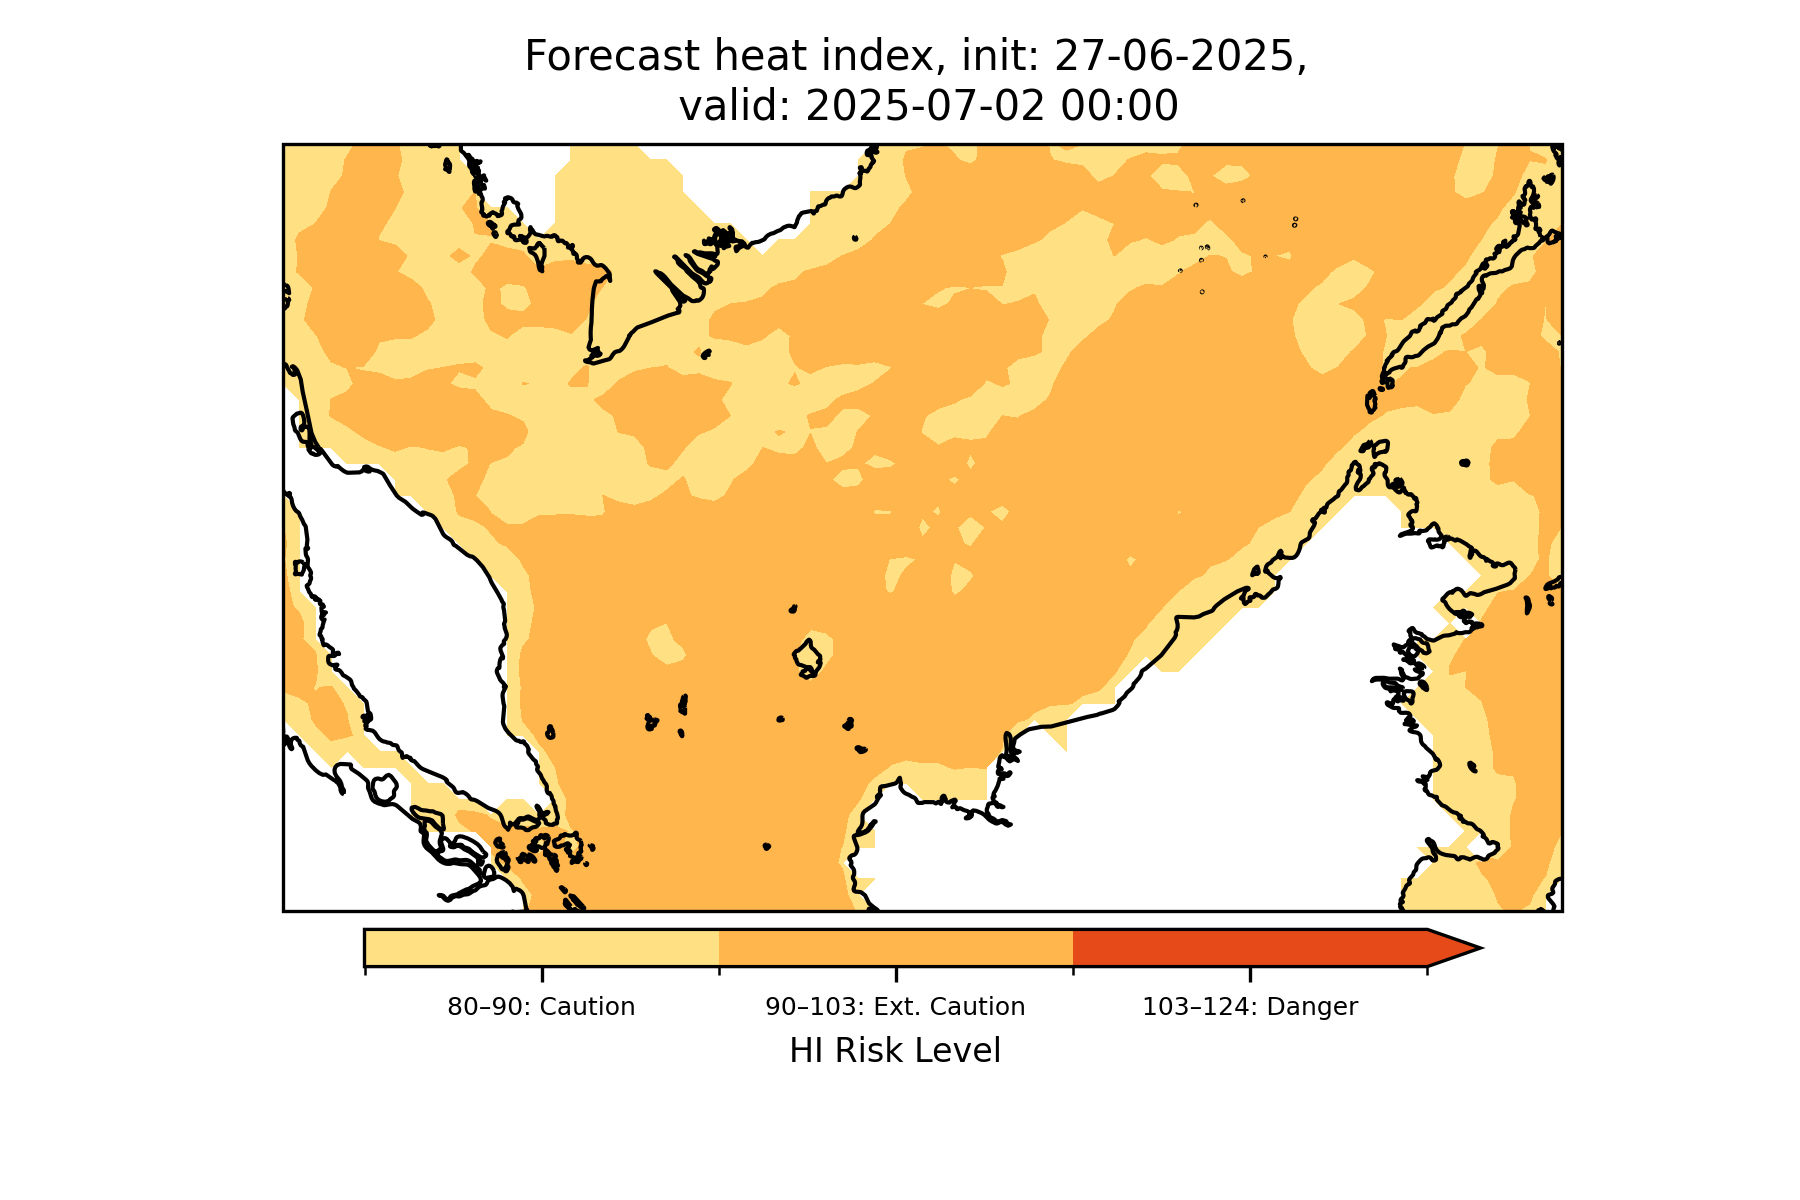 Forecast heat index, init: 27-06-2025,
valid: 2025-07-02 00:00
80–90: Caution
90–103: Ext. Caution
103–124: Danger
HI Risk Level